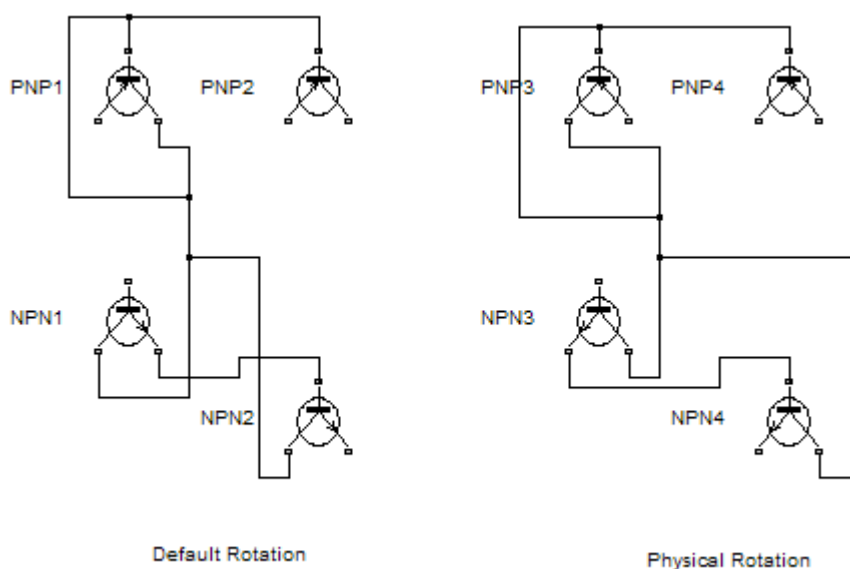 PNP1 PNP2 PNP3 PNP4
NPN1 NPN3
NPN2 NPN4
Default Rotation Physical Rotation